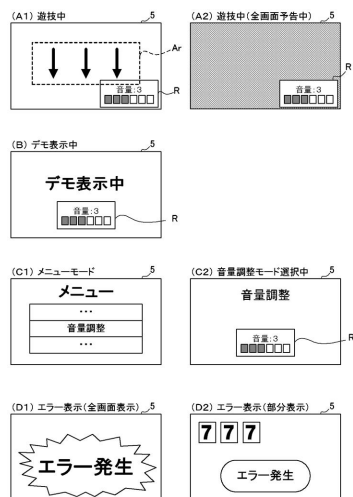 (A1) 遊技中
5
Ar
音量:3
R
(A2) 遊技中(全画面予告中)
5
音量:3
R
(B) デモ表示中
5
デモ表示中
音量:3
R
(C1) メニューモード
5
メニュー
...
音量調整
...
(C2) 音量調整モード選択中
5
音量調整
音量:3
R
(D1) エラー表示(全画面表示)
5
エラー発生
(D2) エラー表示(部分表示)
5
7 7 7
エラー発生